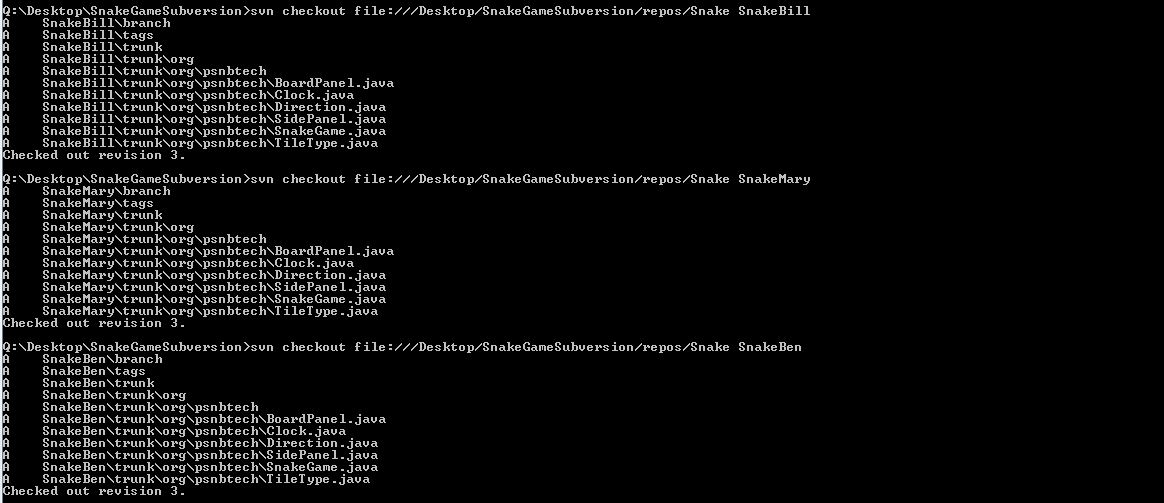 Q:\Desktop\SnakeGameSubversion>svn checkout file:///Desktop/SnakeGameSubversion/repos/Snake SnakeBill
A    SnakeBill\branch
A    SnakeBill\tags
A    SnakeBill\trunk
A    SnakeBill\trunk\org
A    SnakeBill\trunk\org\psnbtech
A    SnakeBill\trunk\org\psnbtech\BoardPanel.java
A    SnakeBill\trunk\org\psnbtech\Clock.java
A    SnakeBill\trunk\org\psnbtech\Direction.java
A    SnakeBill\trunk\org\psnbtech\SidePanel.java
A    SnakeBill\trunk\org\psnbtech\SnakeGame.java
A    SnakeBill\trunk\org\psnbtech\TileType.java
Checked out revision 3.

Q:\Desktop\SnakeGameSubversion>svn checkout file:///Desktop/SnakeGameSubversion/repos/Snake SnakeMary
A    SnakeMary\branch
A    SnakeMary\tags
A    SnakeMary\trunk
A    SnakeMary\trunk\org
A    SnakeMary\trunk\org\psnbtech
A    SnakeMary\trunk\org\psnbtech\BoardPanel.java
A    SnakeMary\trunk\org\psnbtech\Clock.java
A    SnakeMary\trunk\org\psnbtech\Direction.java
A    SnakeMary\trunk\org\psnbtech\SidePanel.java
A    SnakeMary\trunk\org\psnbtech\SnakeGame.java
A    SnakeMary\trunk\org\psnbtech\TileType.java
Checked out revision 3.

Q:\Desktop\SnakeGameSubversion>svn checkout file:///Desktop/SnakeGameSubversion/repos/Snake SnakeBen
A    SnakeBen\branch
A    SnakeBen\tags
A    SnakeBen\trunk
A    SnakeBen\trunk\org
A    SnakeBen\trunk\org\psnbtech
A    SnakeBen\trunk\org\psnbtech\BoardPanel.java
A    SnakeBen\trunk\org\psnbtech\Clock.java
A    SnakeBen\trunk\org\psnbtech\Direction.java
A    SnakeBen\trunk\org\psnbtech\SidePanel.java
A    SnakeBen\trunk\org\psnbtech\SnakeGame.java
A    SnakeBen\trunk\org\psnbtech\TileType.java
Checked out revision 3.